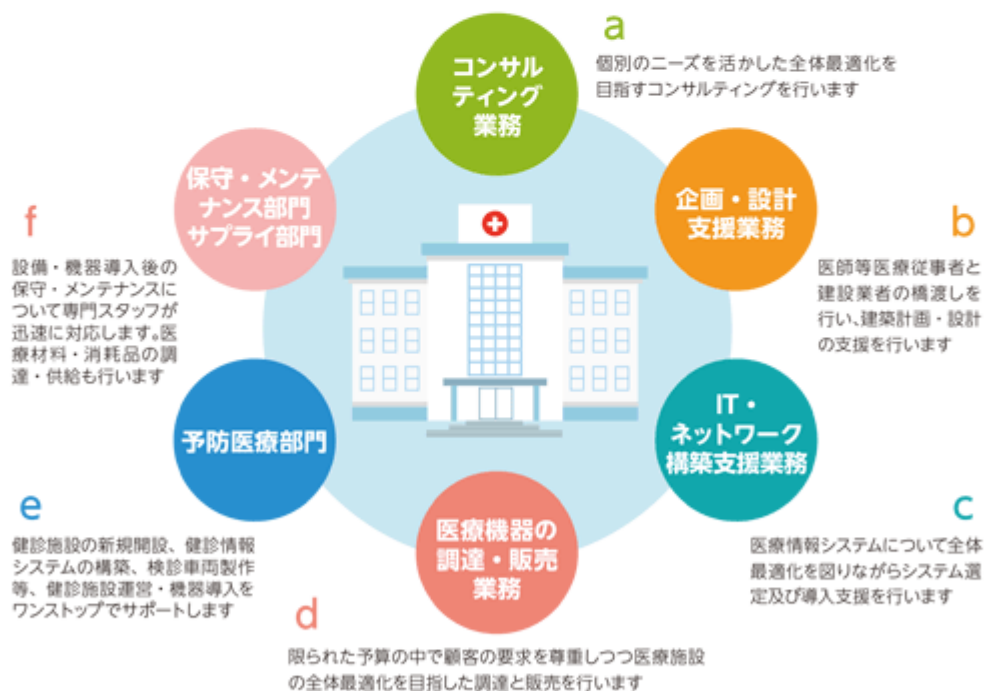 a
コンサル
ティング
業務
個別のニーズを活かした全体最適化を
目指すコンサルティングを行います
企画・設計
支援業務
b
医師等医療従事者と
建設業者の橋渡しを
行い、建築計画・設計
の支援を行います
IT・
ネットワーク
構築支援業務
c
医療情報システムについて全体
最適化を図りながらシステム選
定及び導入支援を行います
医療機器の
調達・販売
業務
d
限られた予算の中で顧客の要求を尊重しつつ医療施設
の全体最適化を目指した調達と販売を行います
予防医療部門
e
健診施設の新規開設、健診情報
システムの構築、検診車両製作
等、健診施設運営・機器導入を
ワンストップでサポートします
保守・メンテ
ナンス部門
サプライ部門
f
設備・機器導入後の
保守・メンテナンスに
ついて専門スタッフが
迅速に対応します。医
療材料・消耗品の調
達・供給も行います